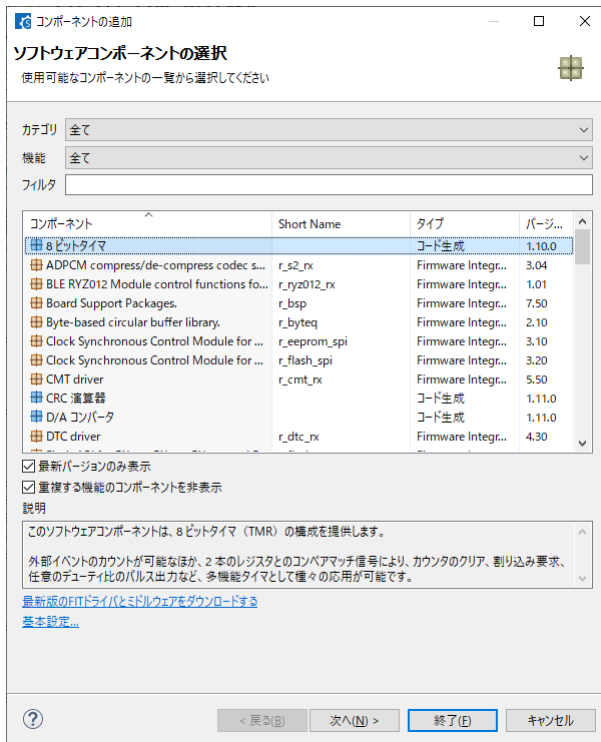 コンポーネントの追加
ソフトウェアコンポーネントの選択
使用可能なコンポーネントの一覧から選択してください
カテゴリ 全て
機能 全て
フィルタ
コンポーネント Short Name タイプ バージ...
8 ビットタイマ コード生成 1.10.0
ADPCM compress/de-compress codec s... r_s2_rx Firmware Integr... 3.04
BLE RYZ012 Module control functions fo... r_ryz012_rx Firmware Integr... 1.01
Board Support Packages. r_bsp Firmware Integr... 7.50
Byte-based circular buffer library. r_byteq Firmware Integr... 2.10
Clock Synchronous Control Module for ... r_eeprom_spi Firmware Integr... 3.10
Clock Synchronous Control Module for ... r_flash_spi Firmware Integr... 3.20
CMT driver r_cmt_rx Firmware Integr... 5.50
CRC 演算器 コード生成 1.11.0
D/A コンバータ コード生成 1.11.0
DTC driver r_dtc_rx Firmware Integr... 4.30
最新バージョンのみ表示
重複する機能のコンポーネントを非表示
説明
このソフトウェアコンポーネントは、8 ビットタイマ（TMR）の構成を提供します。
外部イベントのカウントが可能なほか、2 本のレジスタとのコンペアマッチ信号により、カウンタのクリア、割り込み要求、
任意のデューティ比のパルス出力など、多機能タイマとして種々の応用が可能です。
最新版のFITドライバとミドルウェアをダウンロードする
基本設定...
? < 戻る(B) 次へ(N) > 終了(F) キャンセル